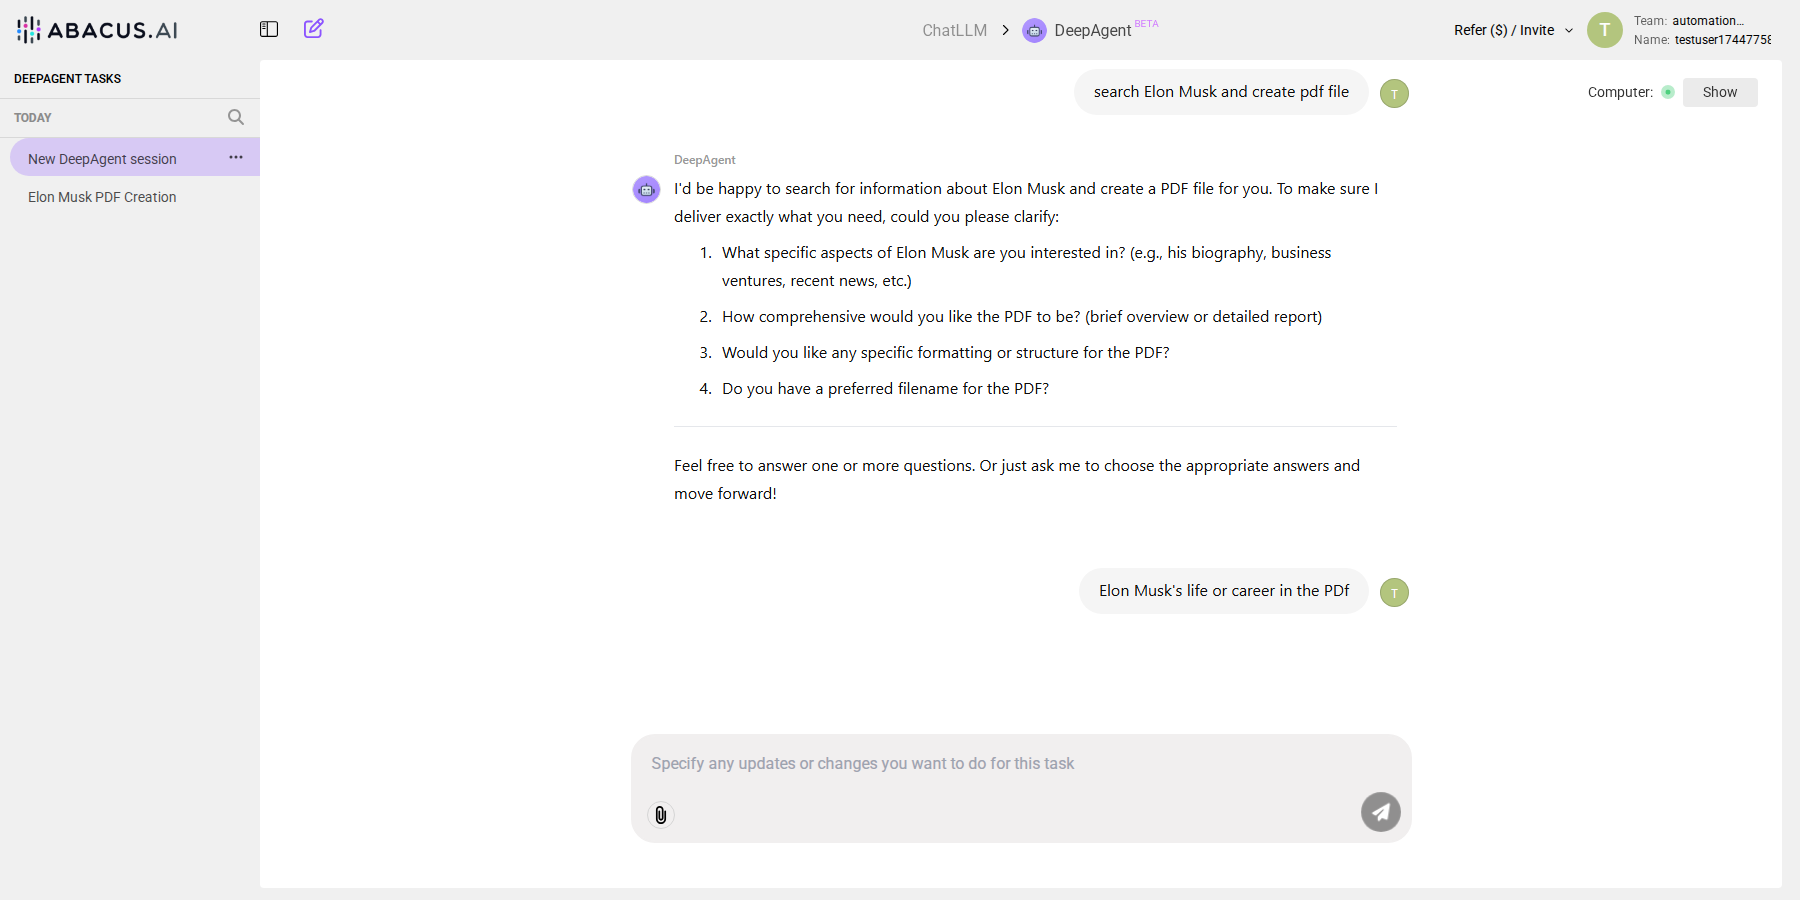 ABACUS.AI
ChatLLM > DeepAgent BETA
Refer ($) / Invite
T
Team: automation...
Name: testuser1744775
DEEPAGENT TASKS
TODAY
New DeepAgent session
Elon Musk PDF Creation
search Elon Musk and create pdf file
T
Computer:
Show
DeepAgent
I'd be happy to search for information about Elon Musk and create a PDF file for you. To make sure I
deliver exactly what you need, could you please clarify:
1. What specific aspects of Elon Musk are you interested in? (e.g., his biography, business
ventures, recent news, etc.)
2. How comprehensive would you like the PDF to be? (brief overview or detailed report)
3. Would you like any specific formatting or structure for the PDF?
4. Do you have a preferred filename for the PDF?
Feel free to answer one or more questions. Or just ask me to choose the appropriate answers and
move forward!
Elon Musk's life or career in the PDf
T
Specify any updates or changes you want to do for this task